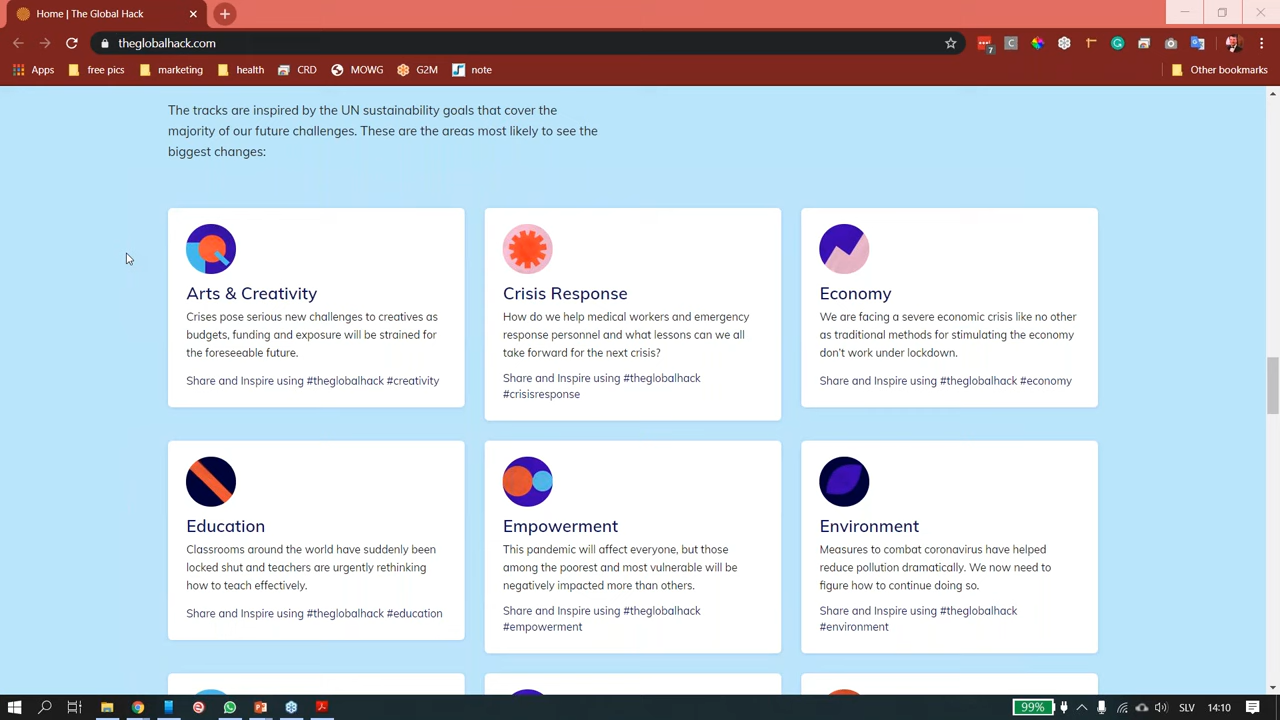 Home | The Global Hack
theglobalhack.com
7
Apps
free pics
marketing
health
CRD
MOWG
G2M
note
Other bookmarks
The tracks are inspired by the UN sustainability goals that cover the
majority of our future challenges. These are the areas most likely to see the
biggest changes:
Arts & Creativity
Crises pose serious new challenges to creatives as
budgets, funding and exposure will be strained for
the foreseeable future.
Share and Inspire using #theglobalhack #creativity
Crisis Response
How do we help medical workers and emergency
response personnel and what lessons can we all
take forward for the next crisis?
Share and Inspire using #theglobalhack
#crisisresponse
Economy
We are facing a severe economic crisis like no other
as traditional methods for stimulating the economy
don't work under lockdown.
Share and Inspire using #theglobalhack #economy
Education
Classrooms around the world have suddenly been
locked shut and teachers are urgently rethinking
how to teach effectively.
Share and Inspire using #theglobalhack #education
Empowerment
This pandemic will affect everyone, but those
among the poorest and most vulnerable will be
negatively impacted more than others.
Share and Inspire using #theglobalhack
#empowerment
Environment
Measures to combat coronavirus have helped
reduce pollution dramatically. We now need to
figure how to continue doing so.
Share and Inspire using #theglobalhack
#environment
99%
SLV
14:10